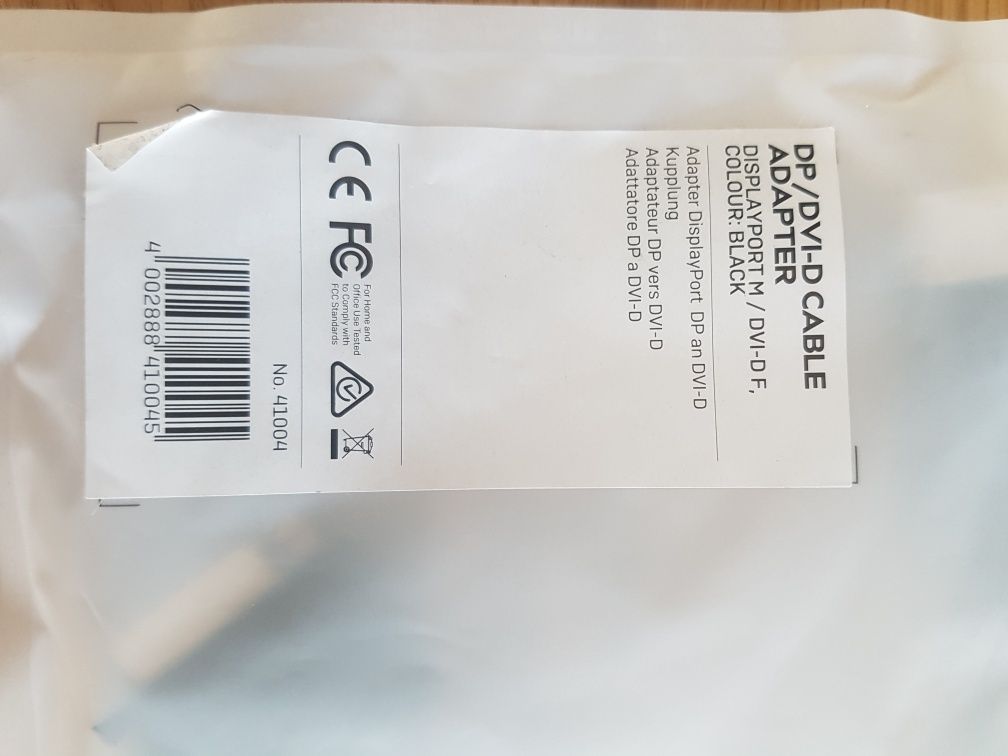 DP/DVI-D CABLE
ADAPTER
DISPLAYPORT M / DVI-D F,
COLOUR: BLACK
Adapter DisplayPort DP an DVI-D
Kupplung
Adaptateur DP vers DVI-D
Adattatore DP a DVI-D
CE FC For Home and
Office Use Tested
to Comply with
FCC Standards
No. 41004
4 002888 410045